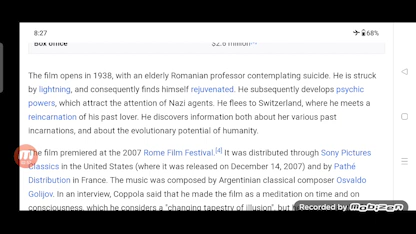 8:27
68%
Box office $2.6 million
The film opens in 1938, with an elderly Romanian professor contemplating suicide. He is struck
by lightning, and consequently finds himself rejuvenated. He subsequently develops psychic
powers, which attract the attention of Nazi agents. He flees to Switzerland, where he meets a
reincarnation of his past lover. He discovers information both about her various past
incarnations, and about the evolutionary potential of humanity.
The film premiered at the 2007 Rome Film Festival.[4] It was distributed through Sony Pictures
Classics in the United States (where it was released on December 14, 2007) and by Pathé
Distribution in France. The music was composed by Argentinian classical composer Osvaldo
Golijov. In an interview, Coppola said that he made the film as a meditation on time and on
consciousness, which he considers a "changing tapestry of illusion", but
Recorded by Mobizen